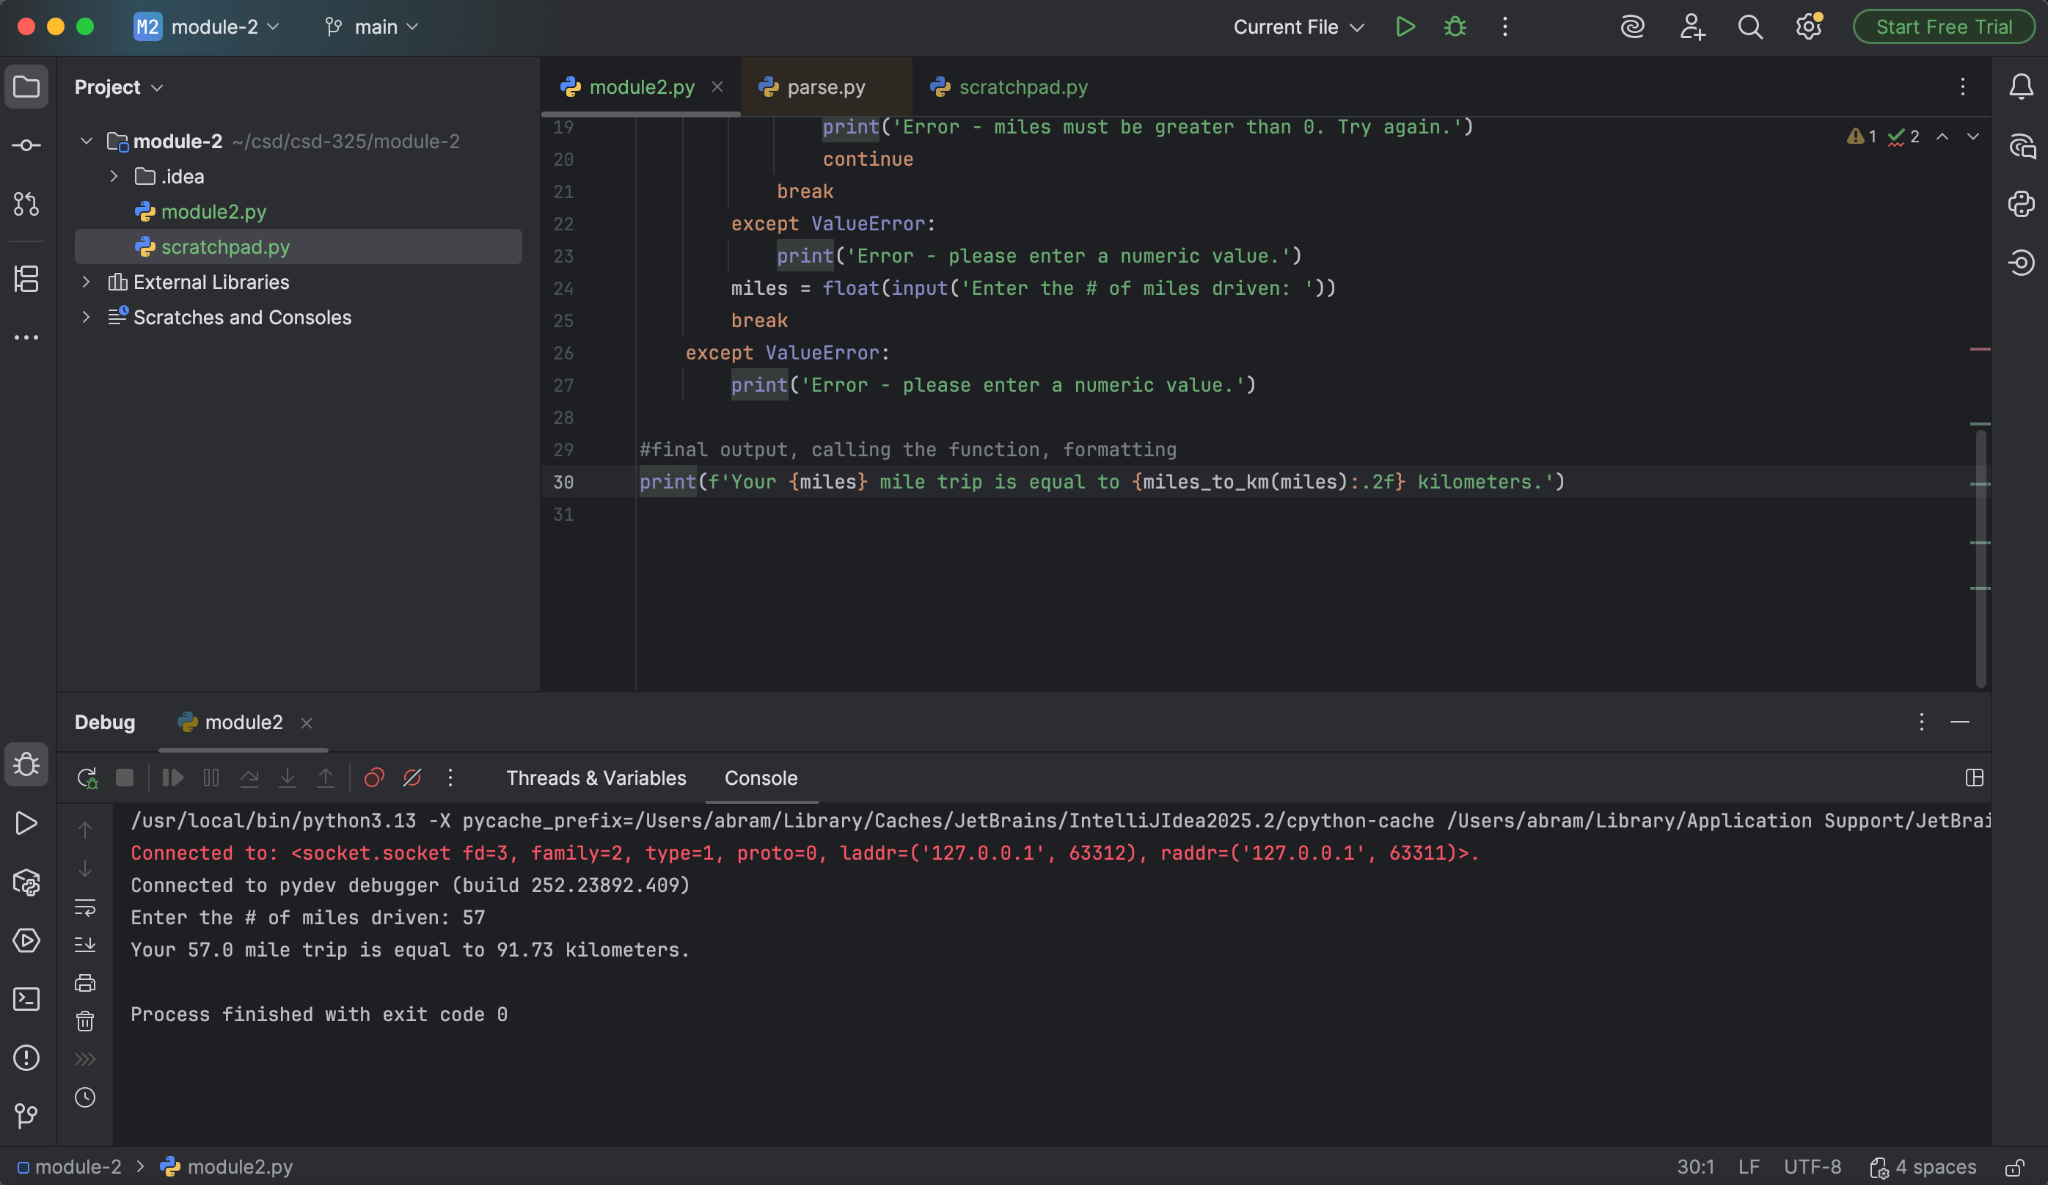 M2 module-2 main Current File Start Free Trial
Project
module-2 ~/csd/csd-325/module-2
.idea
module2.py
scratchpad.py
External Libraries
Scratches and Consoles
module2.py parse.py scratchpad.py
1 2
19 print('Error - miles must be greater than 0. Try again.')
20 continue
21 break
22 except ValueError:
23 print('Error - please enter a numeric value.')
24 miles = float(input('Enter the # of miles driven: '))
25 break
26 except ValueError:
27 print('Error - please enter a numeric value.')
28
29 #final output, calling the function, formatting
30 print(f'Your {miles} mile trip is equal to {miles_to_km(miles):.2f} kilometers.')
31
Debug module2
Threads & Variables Console
/usr/local/bin/python3.13 -X pycache_prefix=/Users/abram/Library/Caches/JetBrains/IntelliJIdea2025.2/cpython-cache /Users/abram/Library/Application Support/JetBrai
Connected to: <socket.socket fd=3, family=2, type=1, proto=0, laddr=('127.0.0.1', 63312), raddr=('127.0.0.1', 63311)>.
Connected to pydev debugger (build 252.23892.409)
Enter the # of miles driven: 57
Your 57.0 mile trip is equal to 91.73 kilometers.
Process finished with exit code 0
module-2 > module2.py 30:1 LF UTF-8 4 spaces